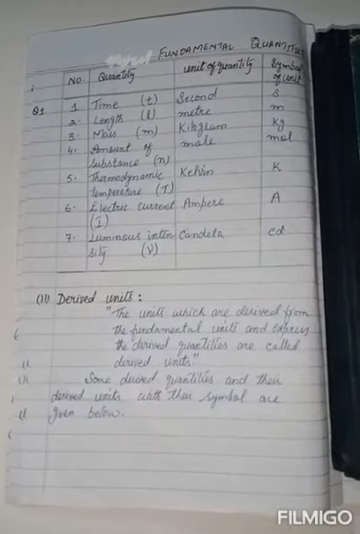 FUNDAMENTAL QUANTITIES
NO. Quantity unit of quantity Symbol of unit
Q1 1. Time (t) Second s
2. Length (l) metre m
3. Mass (m) Kilogram Kg
4. Amount of mole mol
substance (n)
5. Thermodynamic Kelvin K
temperature (T)
6. Electric current Ampere A
(I)
7. Luminous inten- Candela cd
sity (V)
(II) Derived units :
"The units which are derived from
the fundamental units and express
the derived quantities are called
derived units."
Some derived quantities and their
derived units with their symbol are
given below.
FILMIGO